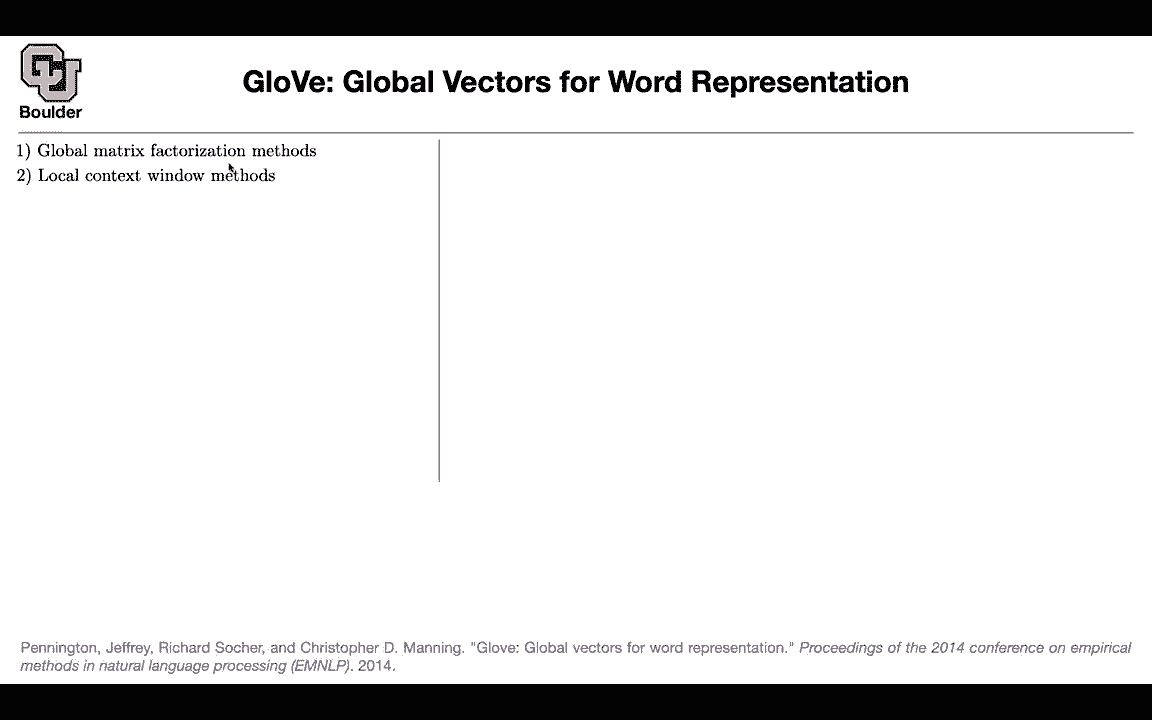 Boulder
GloVe: Global Vectors for Word Representation
1) Global matrix factorization methods
2) Local context window methods
Pennington, Jeffrey, Richard Socher, and Christopher D. Manning. "Glove: Global vectors for word representation." Proceedings of the 2014 conference on empirical
methods in natural language processing (EMNLP). 2014.